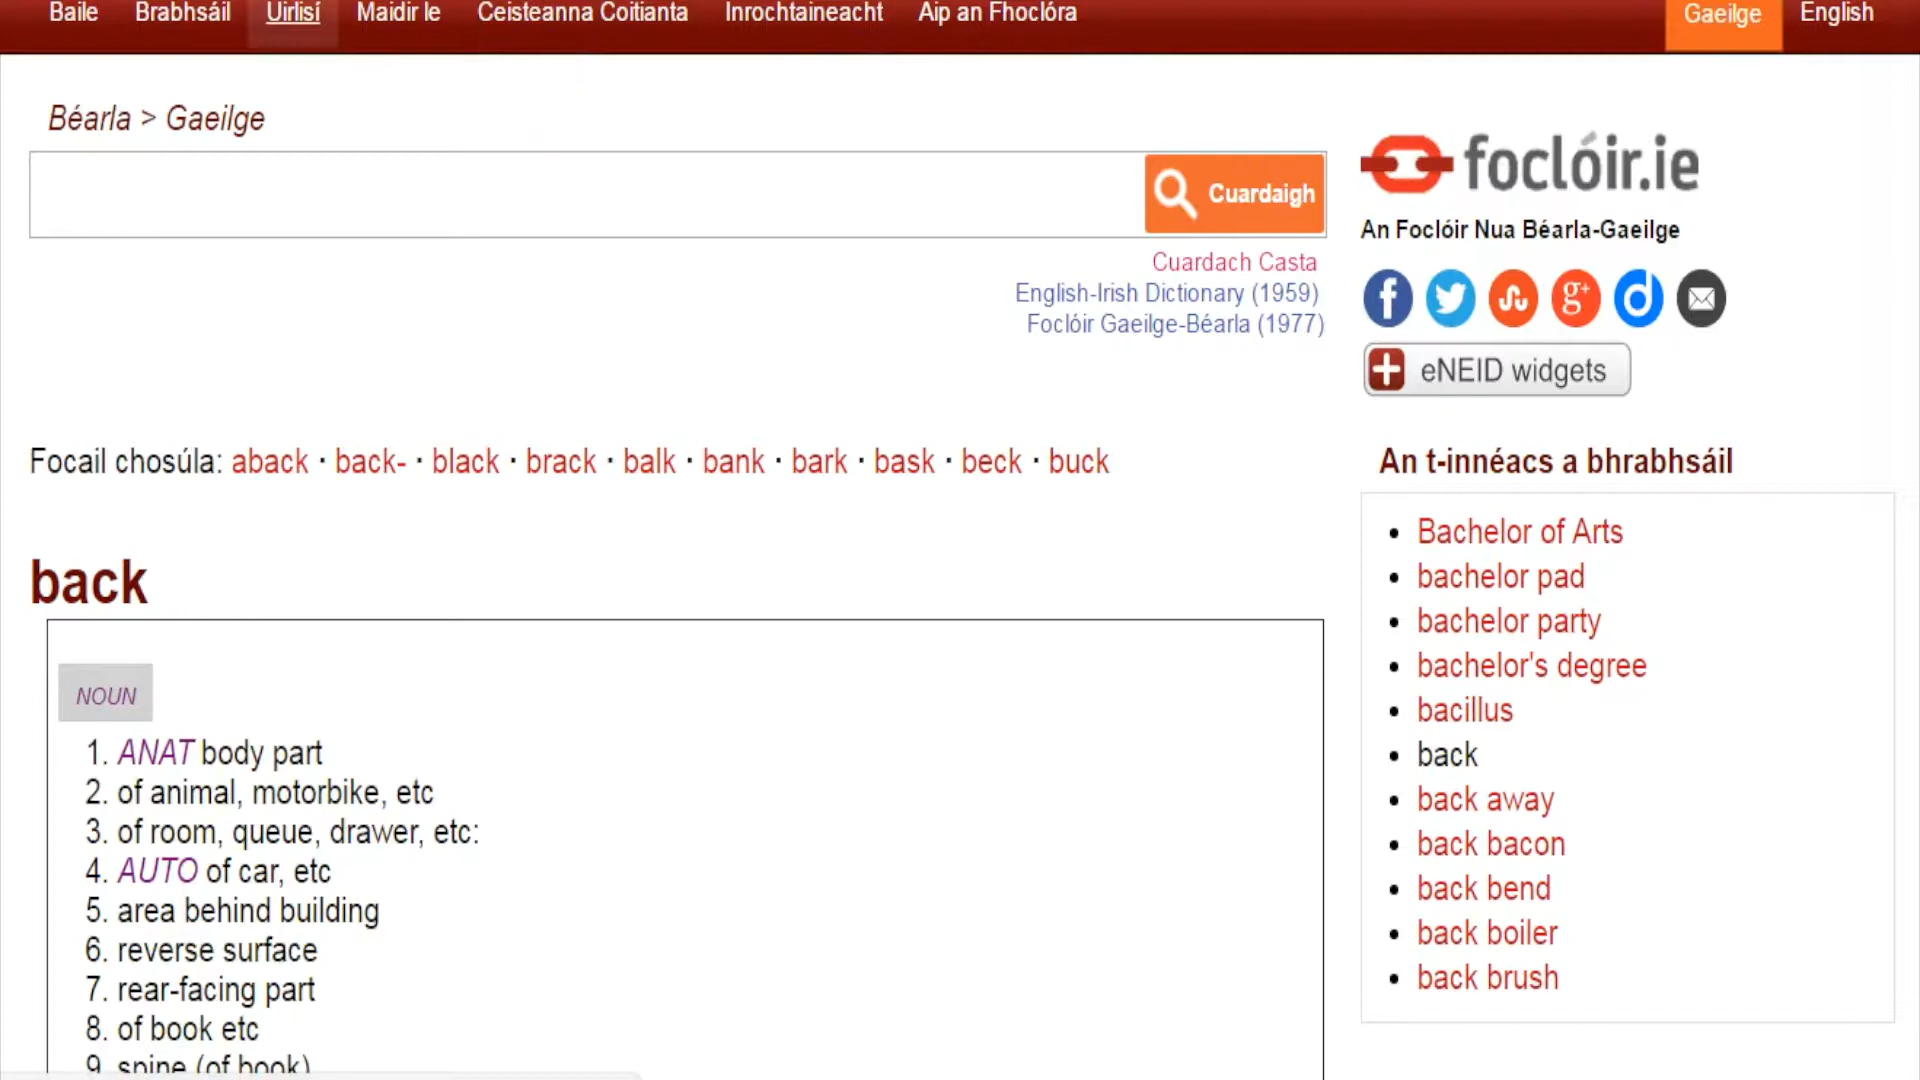 Baile Brabhsáil Uirlisí Maidir le Ceisteanna Coitianta Inrochtaineacht Aip an Fhoclóra Gaeilge English
Béarla > Gaeilge
Cuardaigh
Cuardach Casta
English-Irish Dictionary (1959)
Foclóir Gaeilge-Béarla (1977)
foclóir.ie
An Foclóir Nua Béarla-Gaeilge
eNEID widgets
Focail chosúla: aback · back- · black · brack · balk · bank · bark · bask · beck · buck
back
NOUN
1. ANAT body part
2. of animal, motorbike, etc
3. of room, queue, drawer, etc:
4. AUTO of car, etc
5. area behind building
6. reverse surface
7. rear-facing part
8. of book etc
9. spine (of book)
An t-innéacs a bhrabhsáil
Bachelor of Arts
bachelor pad
bachelor party
bachelor's degree
bacillus
back
back away
back bacon
back bend
back boiler
back brush